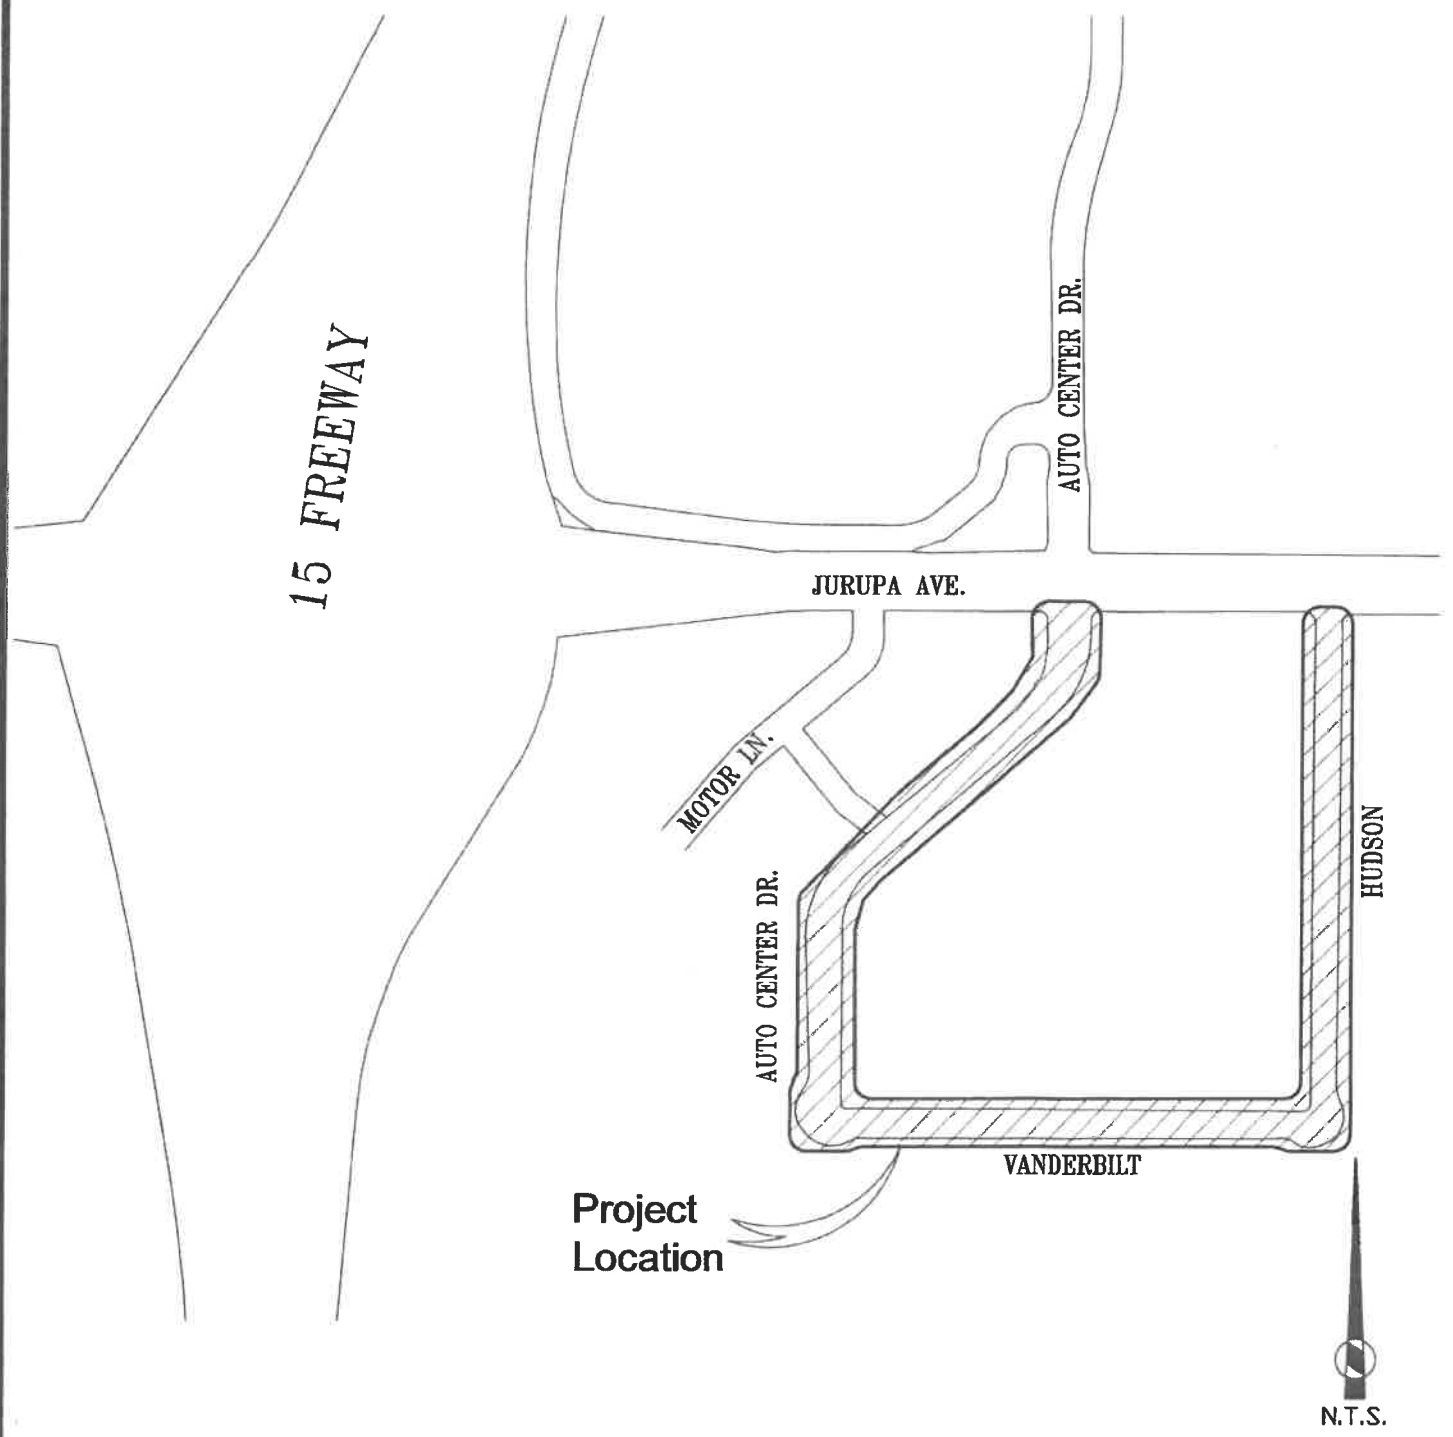 AUTO CENTER DR.
15 FREEWAY
JURUPA AVE.
MOTOR LN.
HUDSON
AUTO CENTER DR.
VANDERBILT
Project
Location
N.T.S.